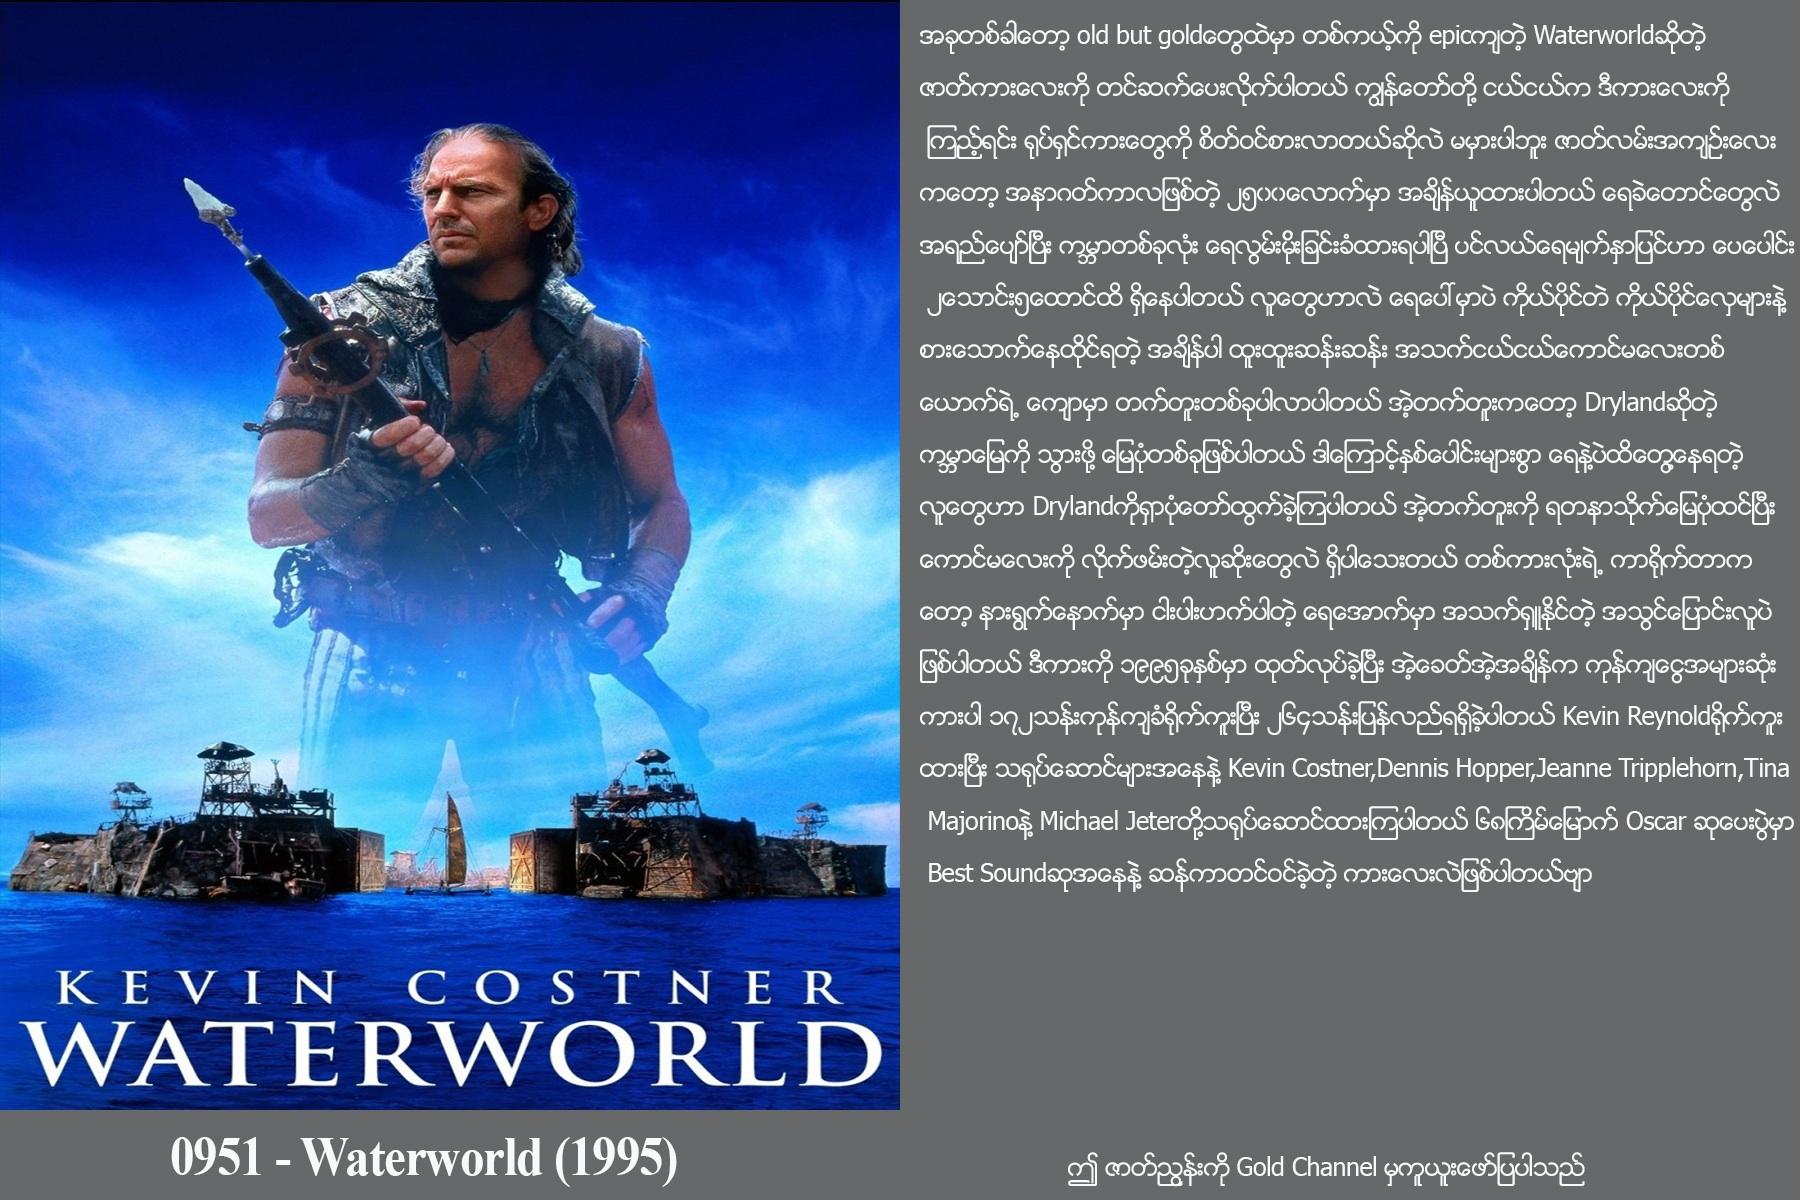 KEVIN COSTNER
WATERWORLD
0951 - Waterworld (1995)
အခုတစ်ခါတော့ old but goldတွေထဲမှာ တစ်ကယ့်ကို epicကျတဲ့ Waterworldဆိုတဲ့
ဇာတ်ကားလေးကို တင်ဆက်ပေးလိုက်ပါတယ် ကျွန်တော်တို့ ငယ်ငယ်က ဒီကားလေးကို
ကြည့်ရင်း ရုပ်ရှင်ကားတွေကို စိတ်ဝင်စားလာတယ်ဆိုလဲ မမှားပါဘူး ဇာတ်လမ်းအကျဉ်းလေး
ကတော့ အနာဂတ်ကာလဖြစ်တဲ့ ၂၅၀၀လောက်မှာ အချိန်ယူထားပါတယ် ရေခဲတောင်တွေလဲ
အရည်ပျော်ပြီး ကမ္ဘာတစ်ခုလုံး ရေလွှမ်းမိုးခြင်းခံထားရပါပြီ ပင်လယ်ရေမျက်နှာပြင်ဟာ ပေပေါင်း
၂သောင်း၅ထောင်ထိ ရှိနေပါတယ် လူတွေဟာလဲ ရေပေါ်မှာပဲ ကိုယ်ပိုင်တဲ ကိုယ်ပိုင်လှေများနဲ့
စားသောက်နေထိုင်ရတဲ့ အချိန်ပါ ထူးထူးဆန်းဆန်း အသက်ငယ်ငယ်ကောင်မလေးတစ်
ယောက်ရဲ့ ကျောမှာ တက်တူးတစ်ခုပါလာပါတယ် အဲ့တက်တူးကတော့ Drylandဆိုတဲ့
ကမ္ဘာမြေကို သွားဖို့ မြေပုံတစ်ခုဖြစ်ပါတယ် ဒါကြောင့်နှစ်ပေါင်းများစွာ ရေနဲ့ပဲထိတွေ့နေရတဲ့
လူတွေဟာ Drylandကိုရှာပုံတော်ထွက်ခဲ့ကြပါတယ် အဲ့တက်တူးကို ရတနာသိုက်မြေပုံထင်ပြီး
ကောင်မလေးကို လိုက်ဖမ်းတဲ့လူဆိုးတွေလဲ ရှိပါသေးတယ် တစ်ကားလုံးရဲ့ ကာရိုက်တာက
တော့ နားရွက်နောက်မှာ ငါးပါးဟက်ပါတဲ့ ရေအောက်မှာ အသက်ရှူနိုင်တဲ့ အသွင်ပြောင်းလူပဲ
ဖြစ်ပါတယ် ဒီကားကို ၁၉၉၅ခုနှစ်မှာ ထုတ်လုပ်ခဲ့ပြီး အဲ့ခေတ်အဲ့အချိန်က ကုန်ကျငွေအများဆုံး
ကားပါ ၁၇၂သန်းကုန်ကျခံရိုက်ကူးပြီး ၂၆၄သန်းပြန်လည်ရရှိခဲ့ပါတယ် Kevin Reynoldရိုက်ကူး
ထားပြီး သရုပ်ဆောင်များအနေနဲ့ Kevin Costner,Dennis Hopper,Jeanne Tripplehorn,Tina
Majorinoနဲ့ Michael Jeterတို့သရုပ်ဆောင်ထားကြပါတယ် ၆၈ကြိမ်မြောက် Oscar ဆုပေးပွဲမှာ
Best Soundဆုအနေနဲ့ ဆန်ကာတင်ဝင်ခဲ့တဲ့ ကားလေးလဲဖြစ်ပါတယ်ဗျာ
ဤ ဇာတ်ညွှန်းကို Gold Channel မှကူယူးဖော်ပြပါသည်